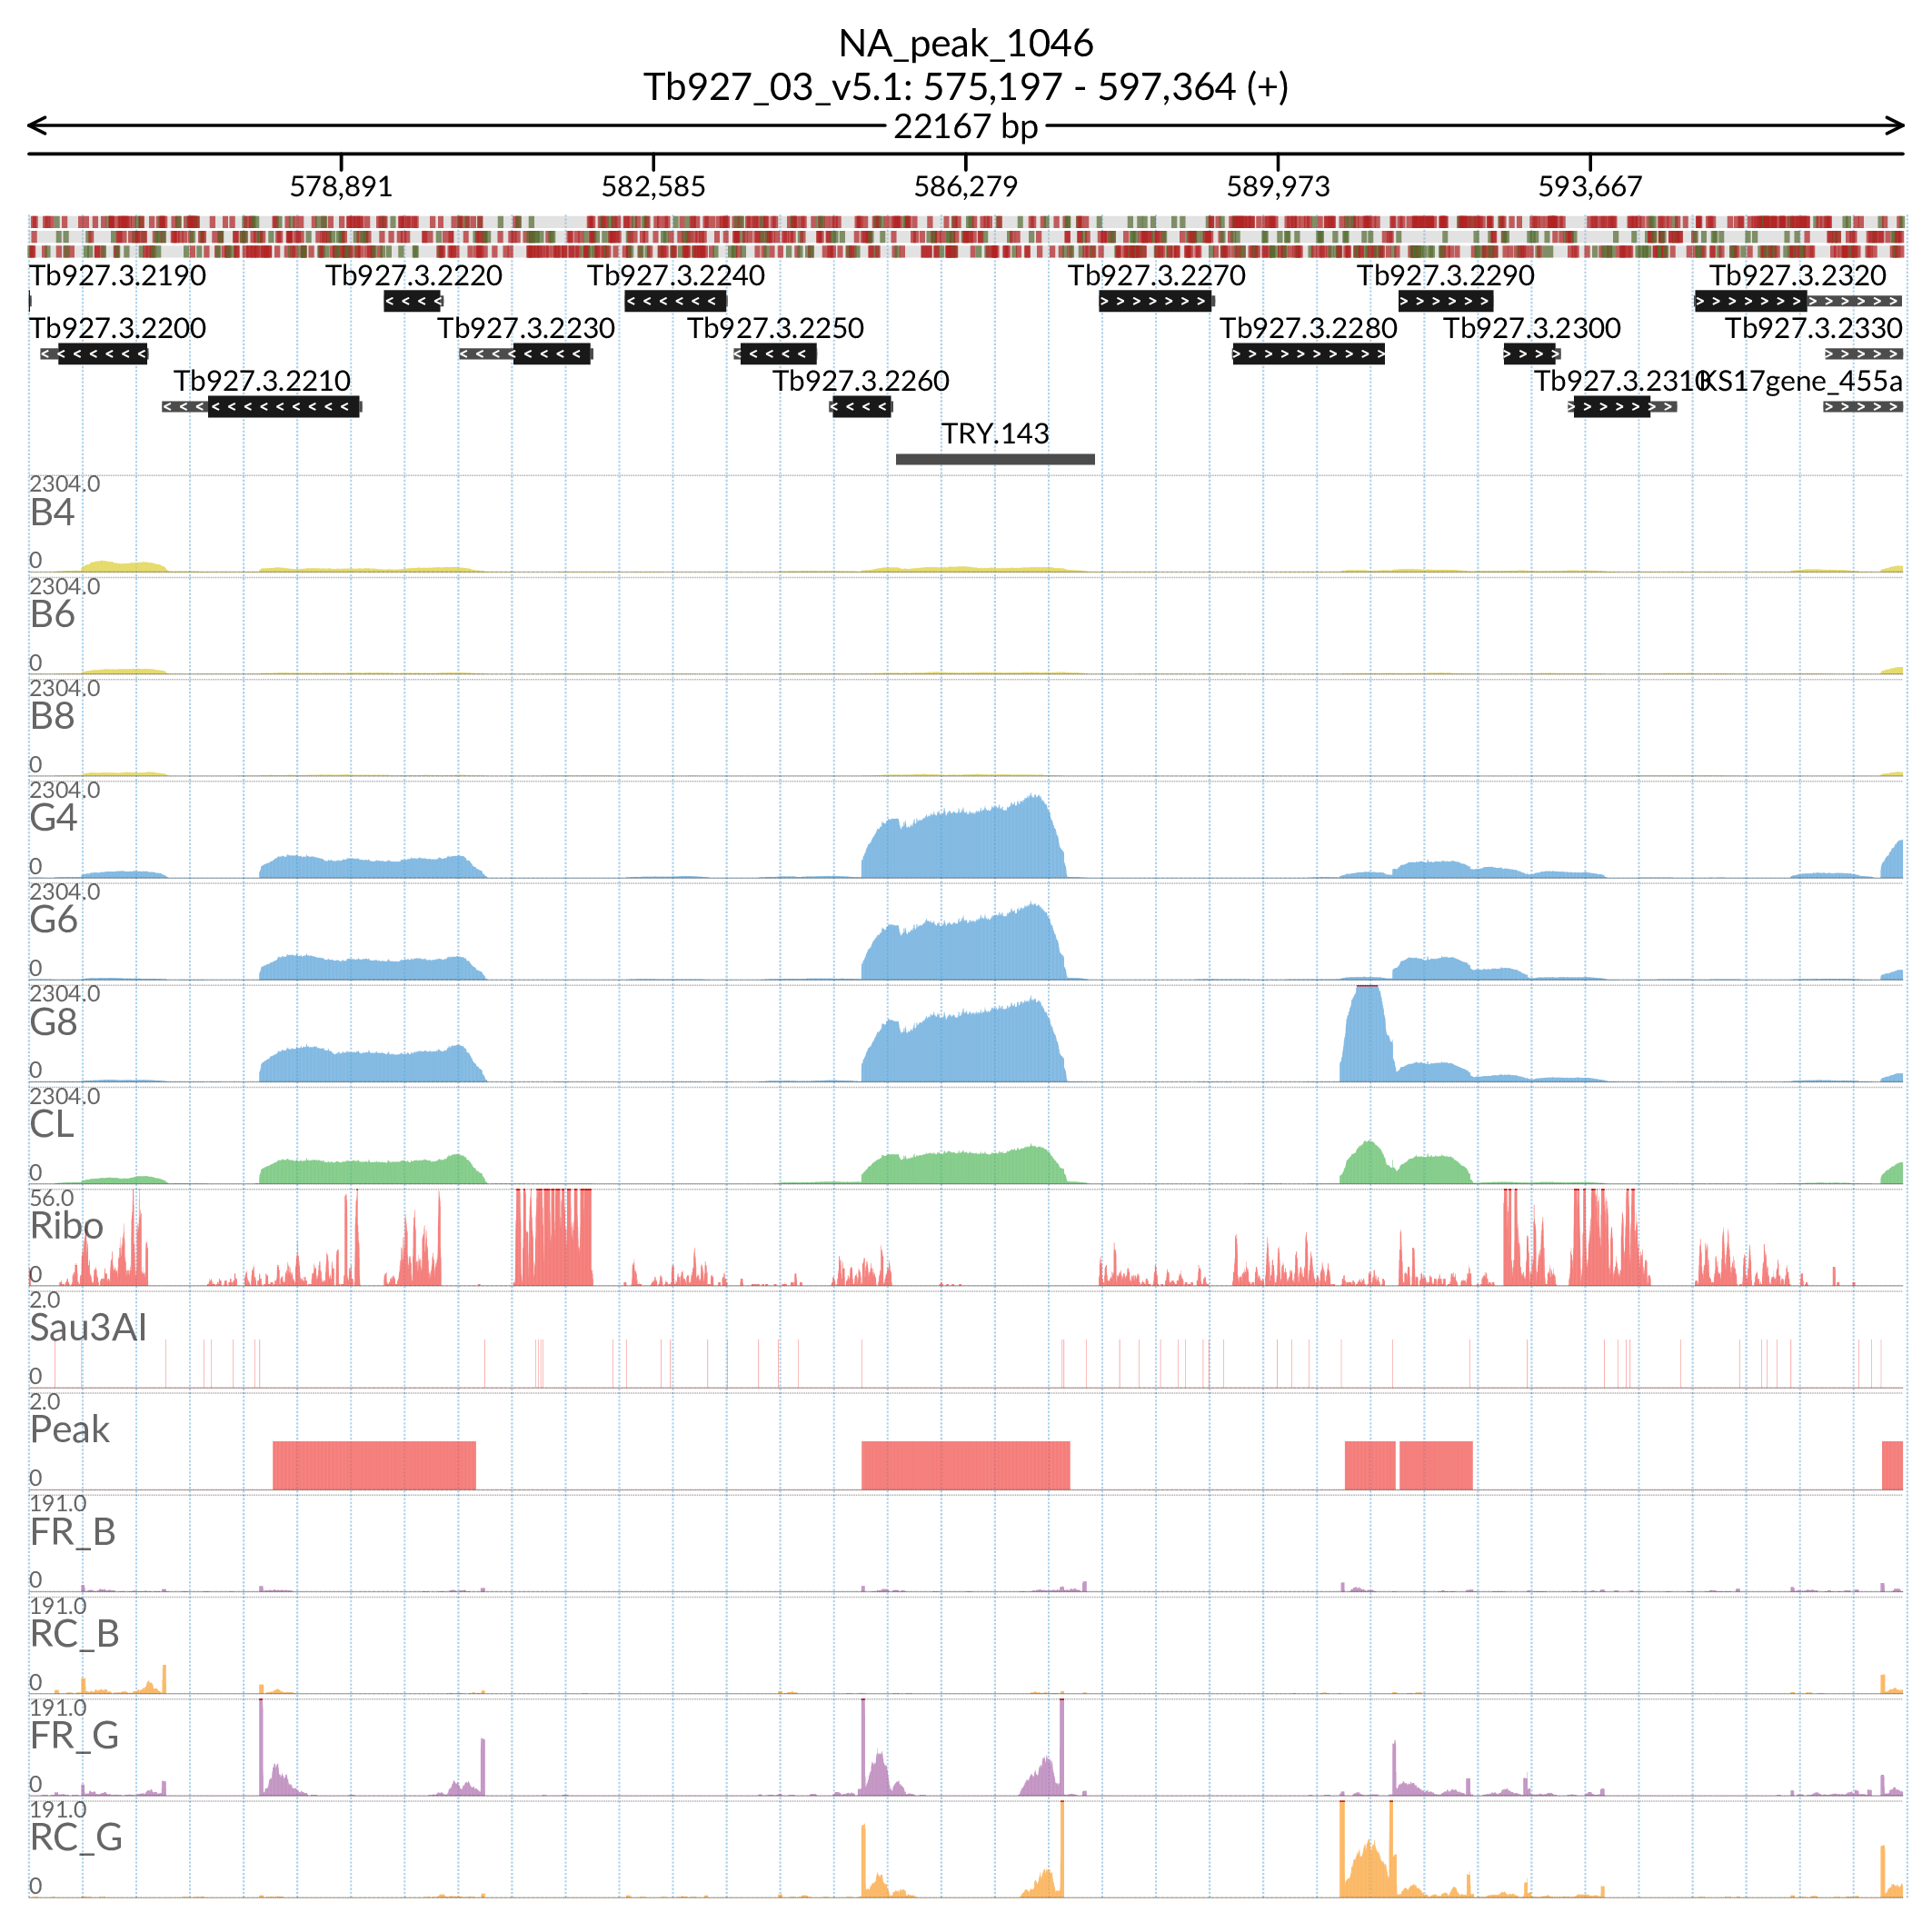 NA_peak_1046
Tb927_03_v5.1: 575,197 - 597,364 (+)
22167 bp
578,891 582,585 586,279 589,973 593,667
Tb927.3.2190 Tb927.3.2220 Tb927.3.2240 Tb927.3.2270 Tb927.3.2290 Tb927.3.2320
Tb927.3.2200 Tb927.3.2230 Tb927.3.2250 Tb927.3.2280 Tb927.3.2300 Tb927.3.2330
Tb927.3.2210 Tb927.3.2260 Tb927.3.2310 KS17gene_455a
TRY.143
2304.0
B4
0
2304.0
B6
0
2304.0
B8
0
2304.0
G4
0
2304.0
G6
0
2304.0
G8
0
2304.0
CL
0
56.0
Ribo
0
2.0
Sau3AI
0
2.0
Peak
0
191.0
FR_B
0
191.0
RC_B
0
191.0
FR_G
0
191.0
RC_G
0